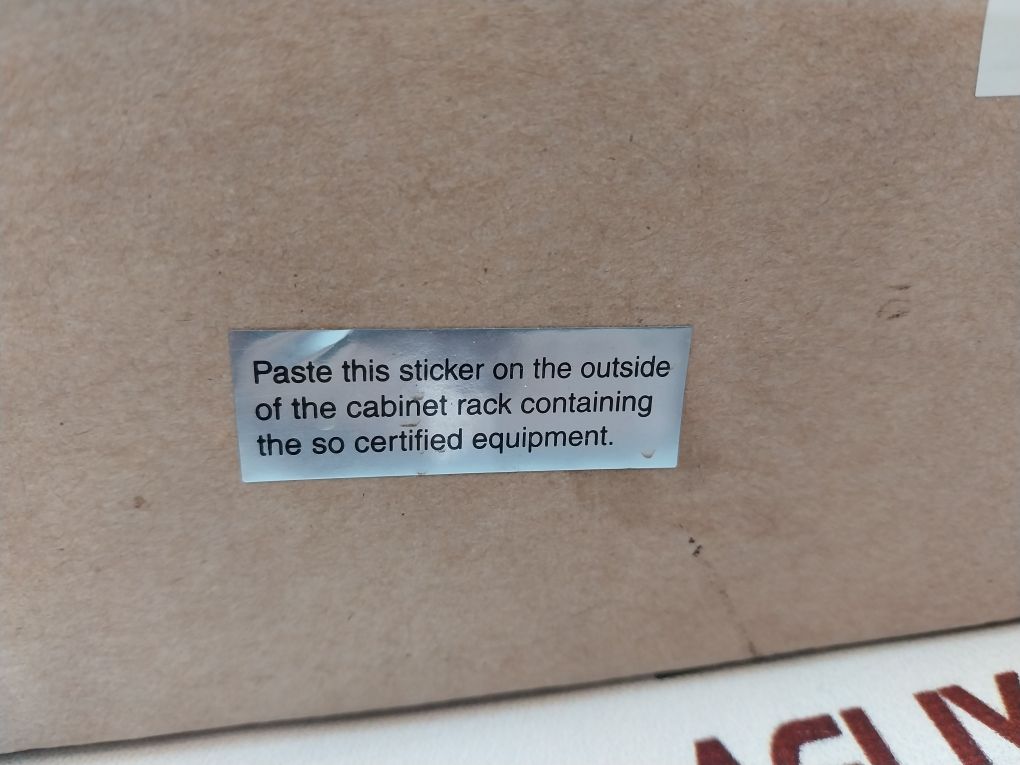 Paste this sticker on the outside
of the cabinet rack containing
the so certified equipment.